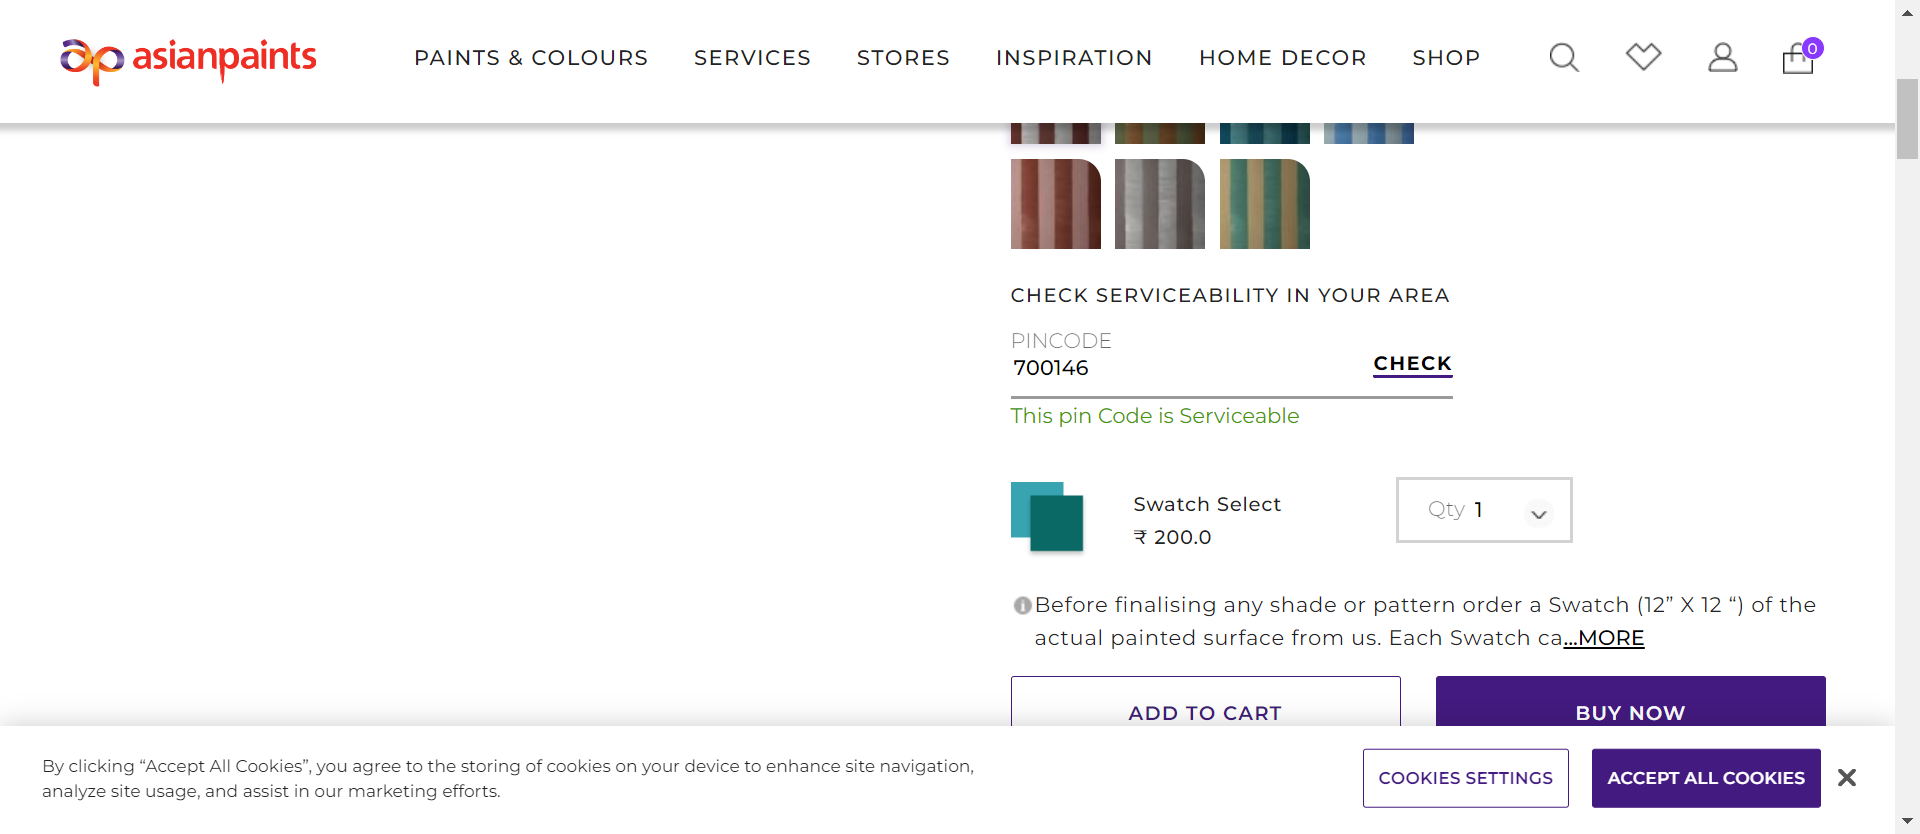 asianpaints
PAINTS & COLOURS SERVICES STORES INSPIRATION HOME DECOR SHOP
0
CHECK SERVICEABILITY IN YOUR AREA
PINCODE
700146 CHECK
This pin Code is Serviceable
Swatch Select
₹ 200.0
Qty 1
Before finalising any shade or pattern order a Swatch (12” X 12 “) of the
actual painted surface from us. Each Swatch ca...MORE
ADD TO CART BUY NOW
By clicking “Accept All Cookies”, you agree to the storing of cookies on your device to enhance site navigation,
analyze site usage, and assist in our marketing efforts.
COOKIES SETTINGS ACCEPT ALL COOKIES